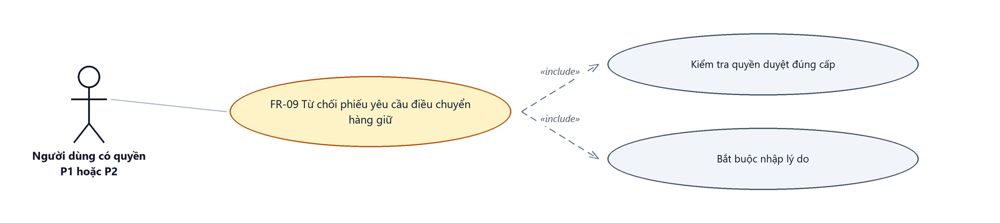 Người dùng có quyền
P1 hoặc P2
FR-09 Từ chối phiếu yêu cầu điều chuyển
hàng giữ
«include»
«include»
Kiểm tra quyền duyệt đúng cấp
Bắt buộc nhập lý do